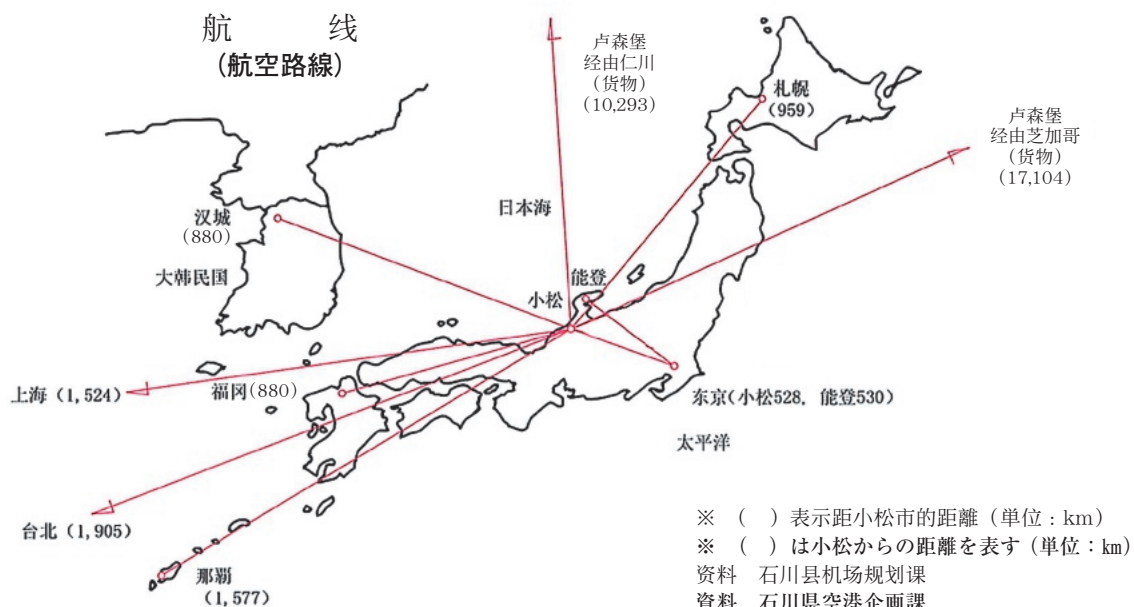 航 线
(航空路線)
卢森堡
经由仁川
(货物)
(10,293)
札幌
(959)
卢森堡
经由芝加哥
(货物)
(17,104)
日本海
汉城
(880)
大韩民国
能登
小松
上海(1,524)
福冈(880)
东京(小松528, 能登530)
太平洋
台北(1,905)
那覇
(1,577)
※ ( )表示距小松市的距離(単位:km)
※ ( )は小松からの距離を表す(単位:㎞)
资料 石川县机场规划课
資料 石川県空港企画課